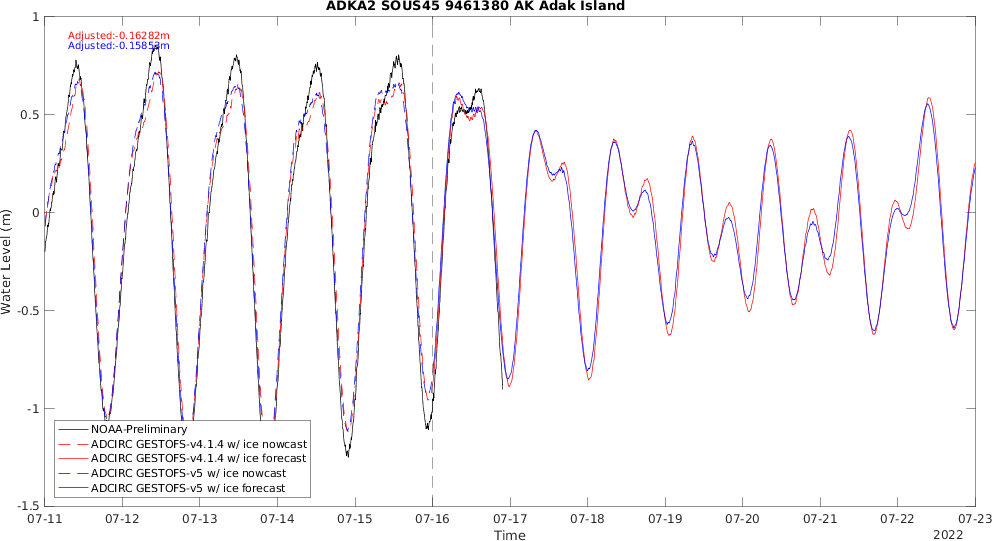 ADKA2 SOUS45 9461380 AK Adak Island
Adjusted:-0.16282m
Adjusted:-0.15853m
1
0.5
0
-0.5
-1
-1.5
Water Level (m)
NOAA-Preliminary
ADCIRC GESTOFS-v4.1.4 w/ ice nowcast
ADCIRC GESTOFS-v4.1.4 w/ ice forecast
ADCIRC GESTOFS-v5 w/ ice nowcast
ADCIRC GESTOFS-v5 w/ ice forecast
07-11 07-12 07-13 07-14 07-15 07-16 07-17 07-18 07-19 07-20 07-21 07-22 07-23
Time
2022